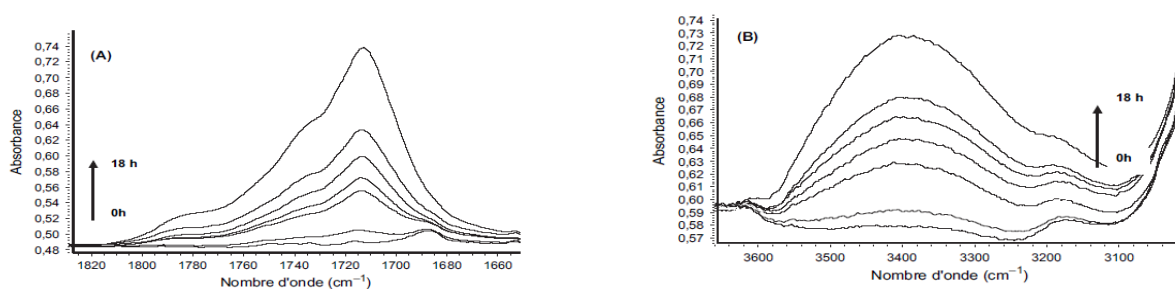 (A)
Absorbance
0,74
0,72
0,70
0,68
0,66
0,64
0,62
0,60
0,58
0,56
0,54
0,52
0,50
0,48
18 h
0h
1820 1800 1780 1760 1740 1720 1700 1680 1660
Nombre d'onde (cm⁻¹)
(B)
Absorbance
0,74
0,73
0,72
0,71
0,70
0,69
0,68
0,67
0,66
0,65
0,63
0,62
0,60
0,59
0,58
0,57
18 h
0h
3600 3500 3400 3300 3200 3100
Nombre d'onde (cm⁻¹)